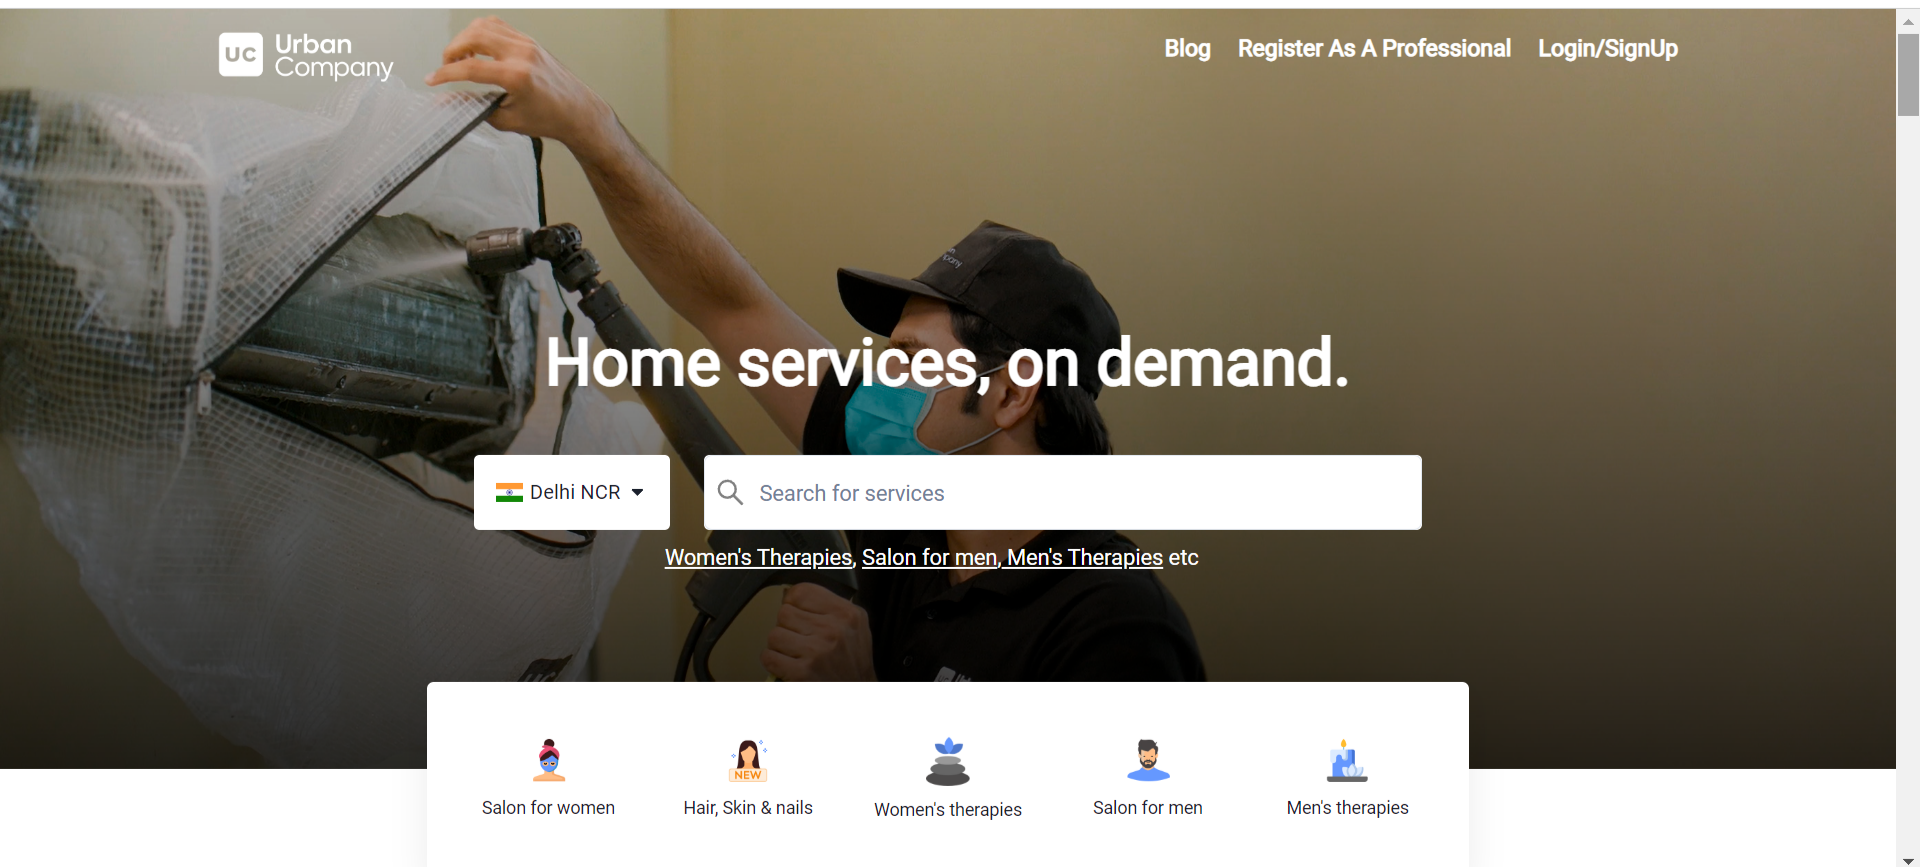 UC Urban
Company
Blog Register As A Professional Login/SignUp
Home services, on demand.
Delhi NCR
Search for services
Women's Therapies, Salon for men, Men's Therapies etc
NEW
Salon for women
Hair, Skin & nails
Women's therapies
Salon for men
Men's therapies